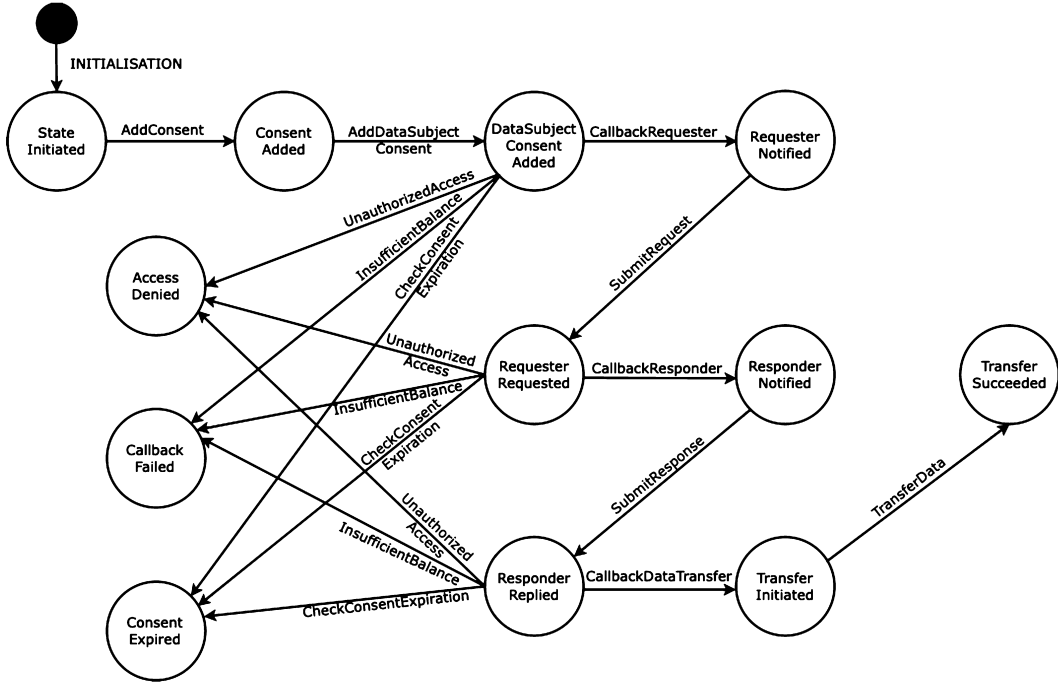 INITIALISATION
State
Initiated
AddConsent
Consent
Added
AddDataSubject
Consent
DataSubject
Consent
Added
CallbackRequester
Requester
Notified
UnauthorizedAccess
InsufficientBalance
CheckConsent
Expiration
SubmitRequest
Access
Denied
Unauthorized
Access
InsufficientBalance
CheckConsent
Expiration
Requester
Requested
CallbackResponder
Responder
Notified
Transfer
Succeeded
Callback
Failed
SubmitResponse
TransferData
Unauthorized
Access
InsufficientBalance
CheckConsentExpiration
Responder
Replied
CallbackDataTransfer
Transfer
Initiated
Consent
Expired